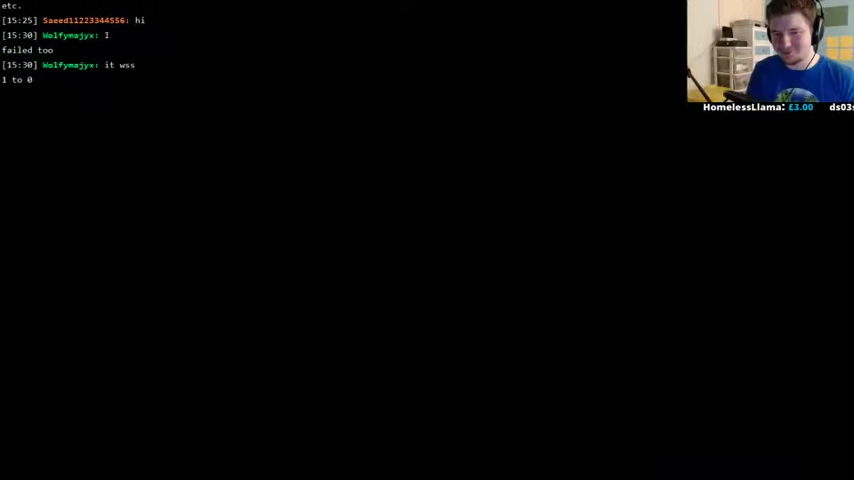 etc.
[15:25] Saeed11223344556: hi
[15:30] Wolfymajyx: I
failed too
[15:30] Wolfymajyx: it wss
1 to 0
HomelessLlama: £3.00 ds03s